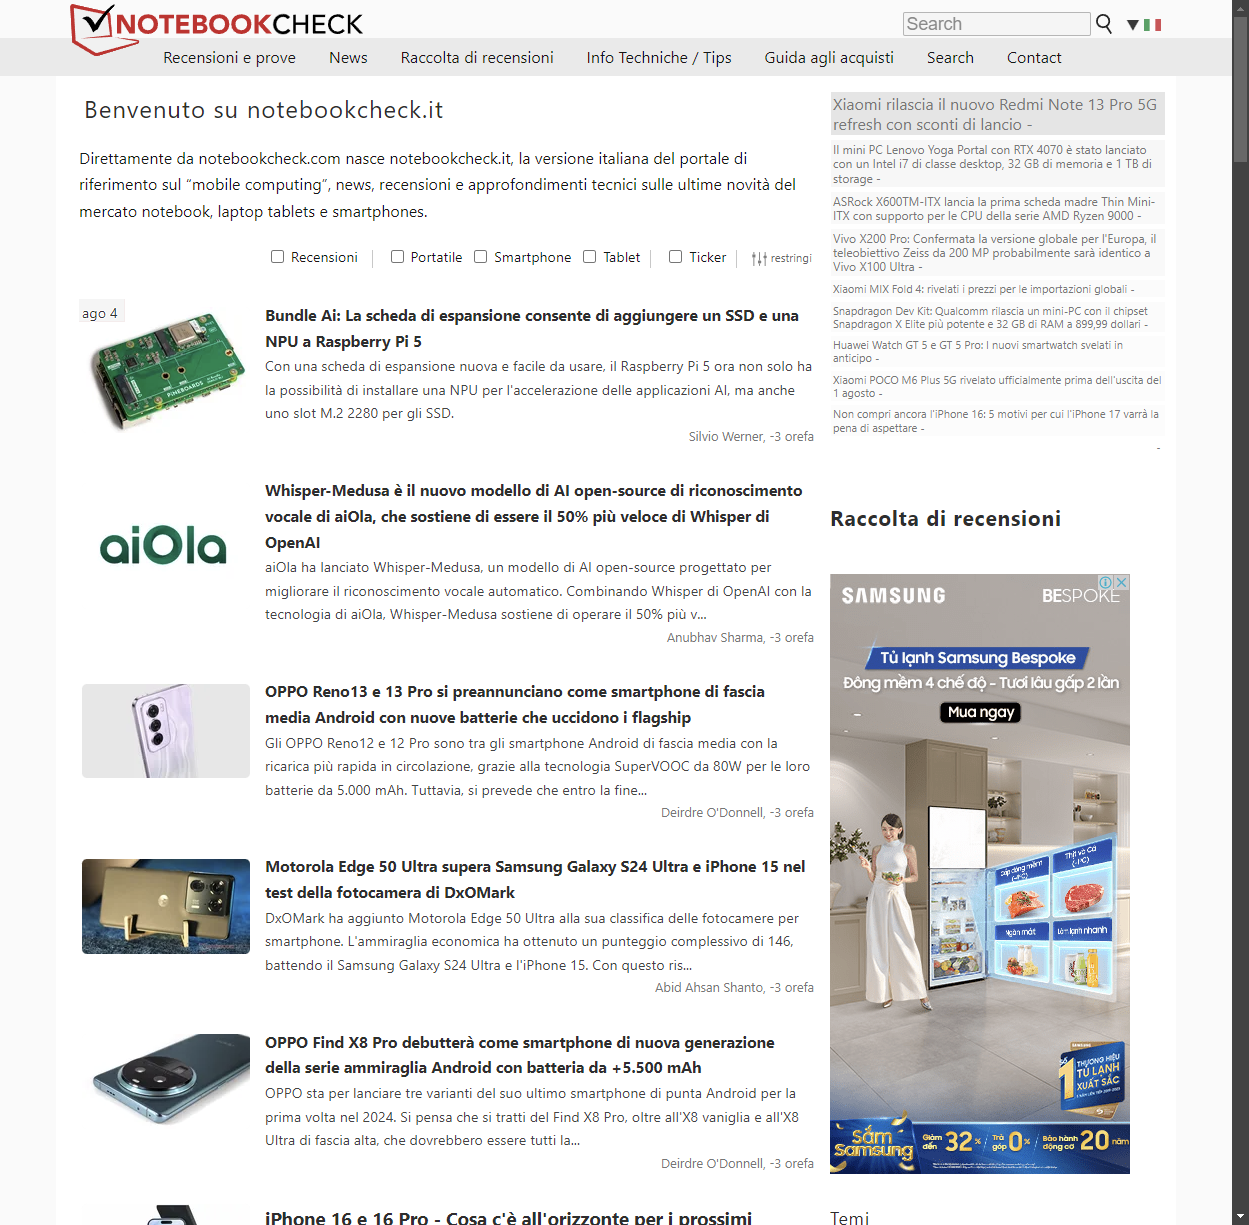 NOTEBOOKCHECK
Search
Recensioni e prove
News
Raccolta di recensioni
Info Techniche / Tips
Guida agli acquisti
Search
Contact
Benvenuto su notebookcheck.it
Direttamente da notebookcheck.com nasce notebookcheck.it, la versione italiana del portale di
riferimento sul “mobile computing”, news, recensioni e approfondimenti tecnici sulle ultime novità del
mercato notebook, laptop tablets e smartphones.
Recensioni
Portatile
Smartphone
Tablet
Ticker
restringi
ago 4
PINEBOARDS
Bundle Ai: La scheda di espansione consente di aggiungere un SSD e una
NPU a Raspberry Pi 5
Con una scheda di espansione nuova e facile da usare, il Raspberry Pi 5 ora non solo ha
la possibilità di installare una NPU per l'accelerazione delle applicazioni AI, ma anche
uno slot M.2 2280 per gli SSD.
Silvio Werner, -3 orefa
aiOla
Whisper-Medusa è il nuovo modello di AI open-source di riconoscimento
vocale di aiOla, che sostiene di essere il 50% più veloce di Whisper di
OpenAI
aiOla ha lanciato Whisper-Medusa, un modello di AI open-source progettato per
migliorare il riconoscimento vocale automatico. Combinando Whisper di OpenAI con la
tecnologia di aiOla, Whisper-Medusa sostiene di operare il 50% più v...
Anubhav Sharma, -3 orefa
OPPO Reno13 e 13 Pro si preannunciano come smartphone di fascia
media Android con nuove batterie che uccidono i flagship
Gli OPPO Reno12 e 12 Pro sono tra gli smartphone Android di fascia media con la
ricarica più rapida in circolazione, grazie alla tecnologia SuperVOOC da 80W per le loro
batterie da 5.000 mAh. Tuttavia, si prevede che entro la fine...
Deirdre O'Donnell, -3 orefa
Motorola Edge 50 Ultra supera Samsung Galaxy S24 Ultra e iPhone 15 nel
test della fotocamera di DxOMark
DxOMark ha aggiunto Motorola Edge 50 Ultra alla sua classifica delle fotocamere per
smartphone. L'ammiraglia economica ha ottenuto un punteggio complessivo di 146,
battendo il Samsung Galaxy S24 Ultra e l'iPhone 15. Con questo ris...
Abid Ahsan Shanto, -3 orefa
OPPO Find X8 Pro debutterà come smartphone di nuova generazione
della serie ammiraglia Android con batteria da +5.500 mAh
OPPO sta per lanciare tre varianti del suo ultimo smartphone di punta Android per la
prima volta nel 2024. Si pensa che si tratti del Find X8 Pro, oltre all'X8 vaniglia e all'X8
Ultra di fascia alta, che dovrebbero essere tutti la...
Deirdre O'Donnell, -3 orefa
iPhone 16 e 16 Pro - Cosa c'è all'orizzonte per i prossimi
Xiaomi rilascia il nuovo Redmi Note 13 Pro 5G
refresh con sconti di lancio -
Il mini PC Lenovo Yoga Portal con RTX 4070 è stato lanciato
con un Intel i7 di classe desktop, 32 GB di memoria e 1 TB di
storage -
ASRock X600TM-ITX lancia la prima scheda madre Thin Mini-
ITX con supporto per le CPU della serie AMD Ryzen 9000 -
Vivo X200 Pro: Confermata la versione globale per l'Europa, il
teleobiettivo Zeiss da 200 MP probabilmente sarà identico a
Vivo X100 Ultra -
Xiaomi MIX Fold 4: rivelati i prezzi per le importazioni globali -
Snapdragon Dev Kit: Qualcomm rilascia un mini-PC con il chipset
Snapdragon X Elite più potente e 32 GB di RAM a 899,99 dollari -
Huawei Watch GT 5 e GT 5 Pro: I nuovi smartwatch svelati in
anticipo -
Xiaomi POCO M6 Plus 5G rivelato ufficialmente prima dell'uscita del
1 agosto -
Non compri ancora l'iPhone 16: 5 motivi per cui l'iPhone 17 varrà la
pena di aspettare -
-
Raccolta di recensioni
SAMSUNG
BESPOKE
Tủ lạnh Samsung Bespoke
Đông mềm 4 chế độ - Tươi lâu gấp 2 lần
Mua ngay
Cấp đông mềm
(-1°C)
Thịt và Cá
(-1°C)
Ngăn mát
Làm lạnh nhanh
Số 1
THƯƠNG HIỆU
TỦ LẠNH
XUẤT SẮC
Sắm
Samsung
Giảm đến 32%
Trả góp 0%
Bảo hành động cơ 20 năm
Temi